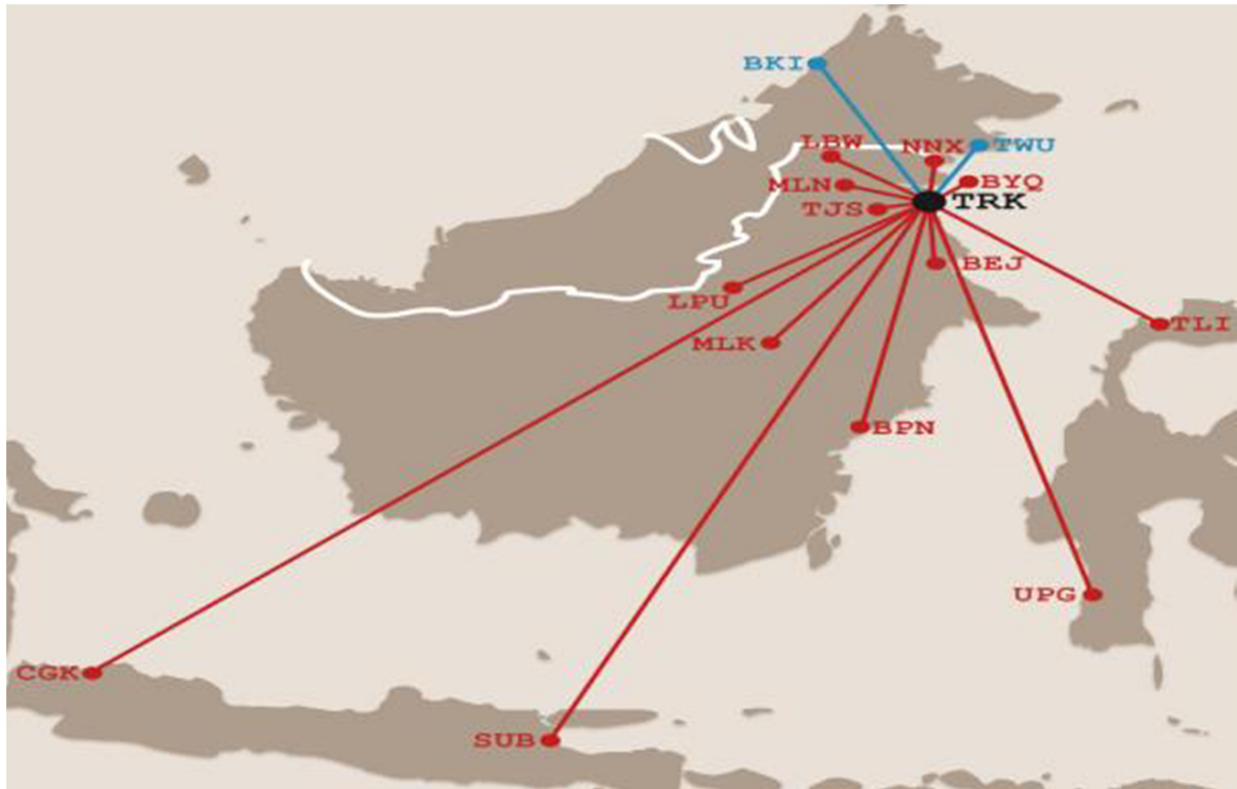 BKI
LBW
NNX
TWU
MLN
BYQ
TJS
TRK
BEJ
LPU
TLI
MLK
BPN
UPG
CGK
SUB